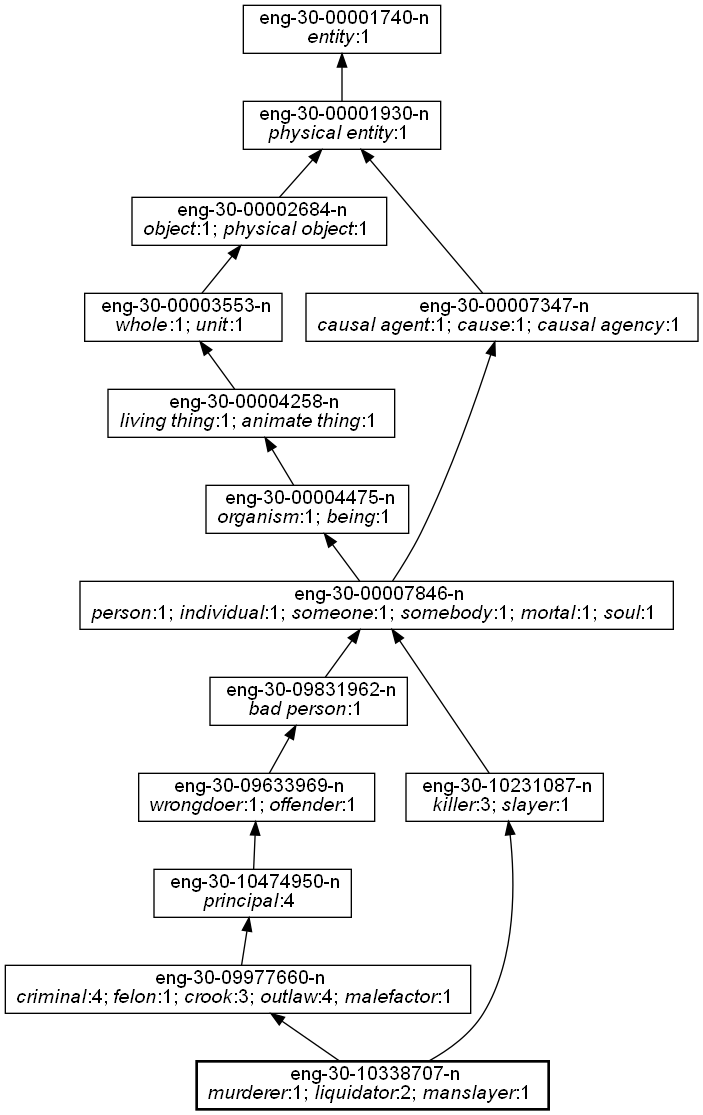 eng-30-00001740-n
entity:1
eng-30-00001930-n
physical entity:1
eng-30-00002684-n
object:1; physical object:1
eng-30-00003553-n
whole:1; unit:1
eng-30-00007347-n
causal agent:1; cause:1; causal agency:1
eng-30-00004258-n
living thing:1; animate thing:1
eng-30-00004475-n
organism:1; being:1
eng-30-00007846-n
person:1; individual:1; someone:1; somebody:1; mortal:1; soul:1
eng-30-09831962-n
bad person:1
eng-30-09633969-n
wrongdoer:1; offender:1
eng-30-10231087-n
killer:3; slayer:1
eng-30-10474950-n
principal:4
eng-30-09977660-n
criminal:4; felon:1; crook:3; outlaw:4; malefactor:1
eng-30-10338707-n
murderer:1; liquidator:2; manslayer:1